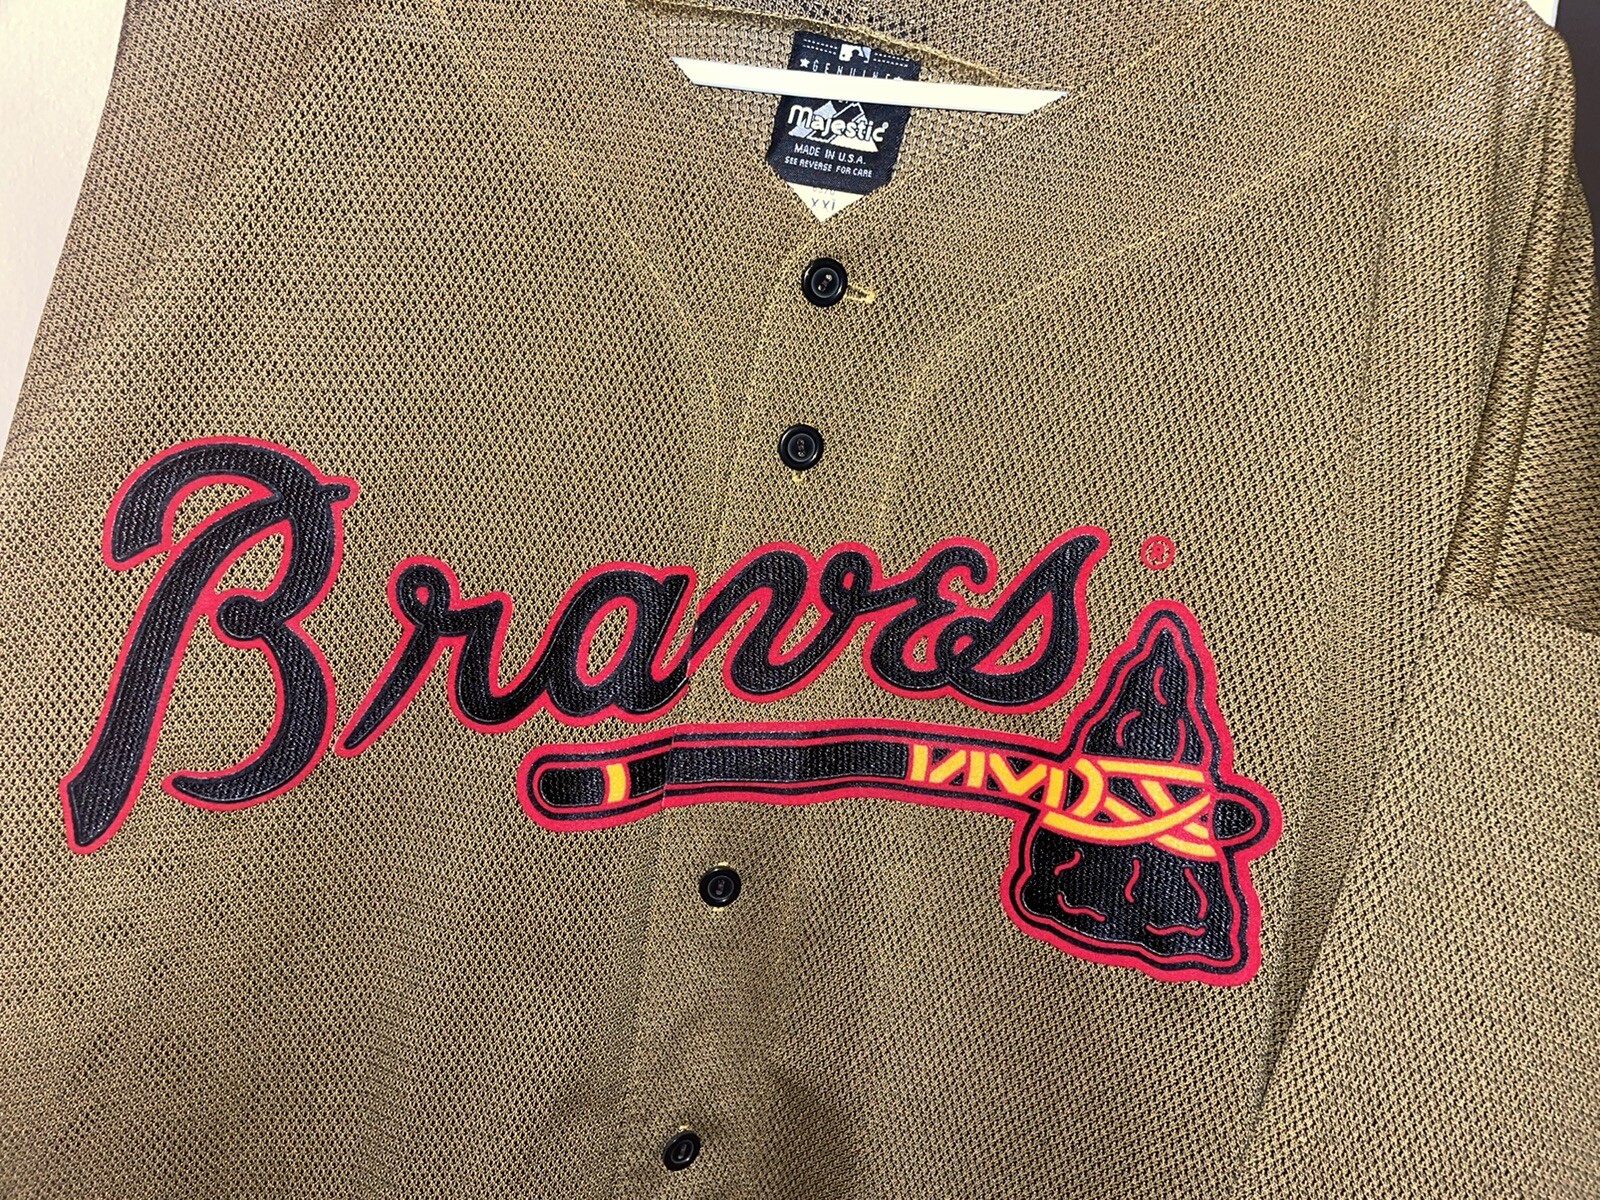 GENUINE
Majestic®
MADE IN U.S.A.
SEE REVERSE FOR CARE
Braves®